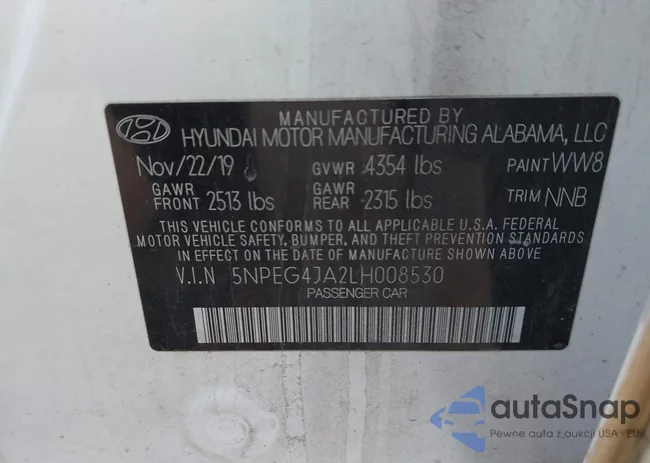 MANUFACTURED BY
HYUNDAI MOTOR MANUFACTURING ALABAMA, LLC
Nov/22/19 GVWR 4354 lbs PAINT WW8
GAWR FRONT 2513 lbs GAWR REAR 2315 lbs TRIM NNB
THIS VEHICLE CONFORMS TO ALL APPLICABLE U.S.A. FEDERAL
MOTOR VEHICLE SAFETY, BUMPER, AND THEFT PREVENTION STANDARDS
IN EFFECT ON THE DATE OF MANUFACTURE SHOWN ABOVE
V.I.N 5NPEG4JA2LH008530
PASSENGER CAR
autaSnap
Pewne auta z aukcji USA i EU